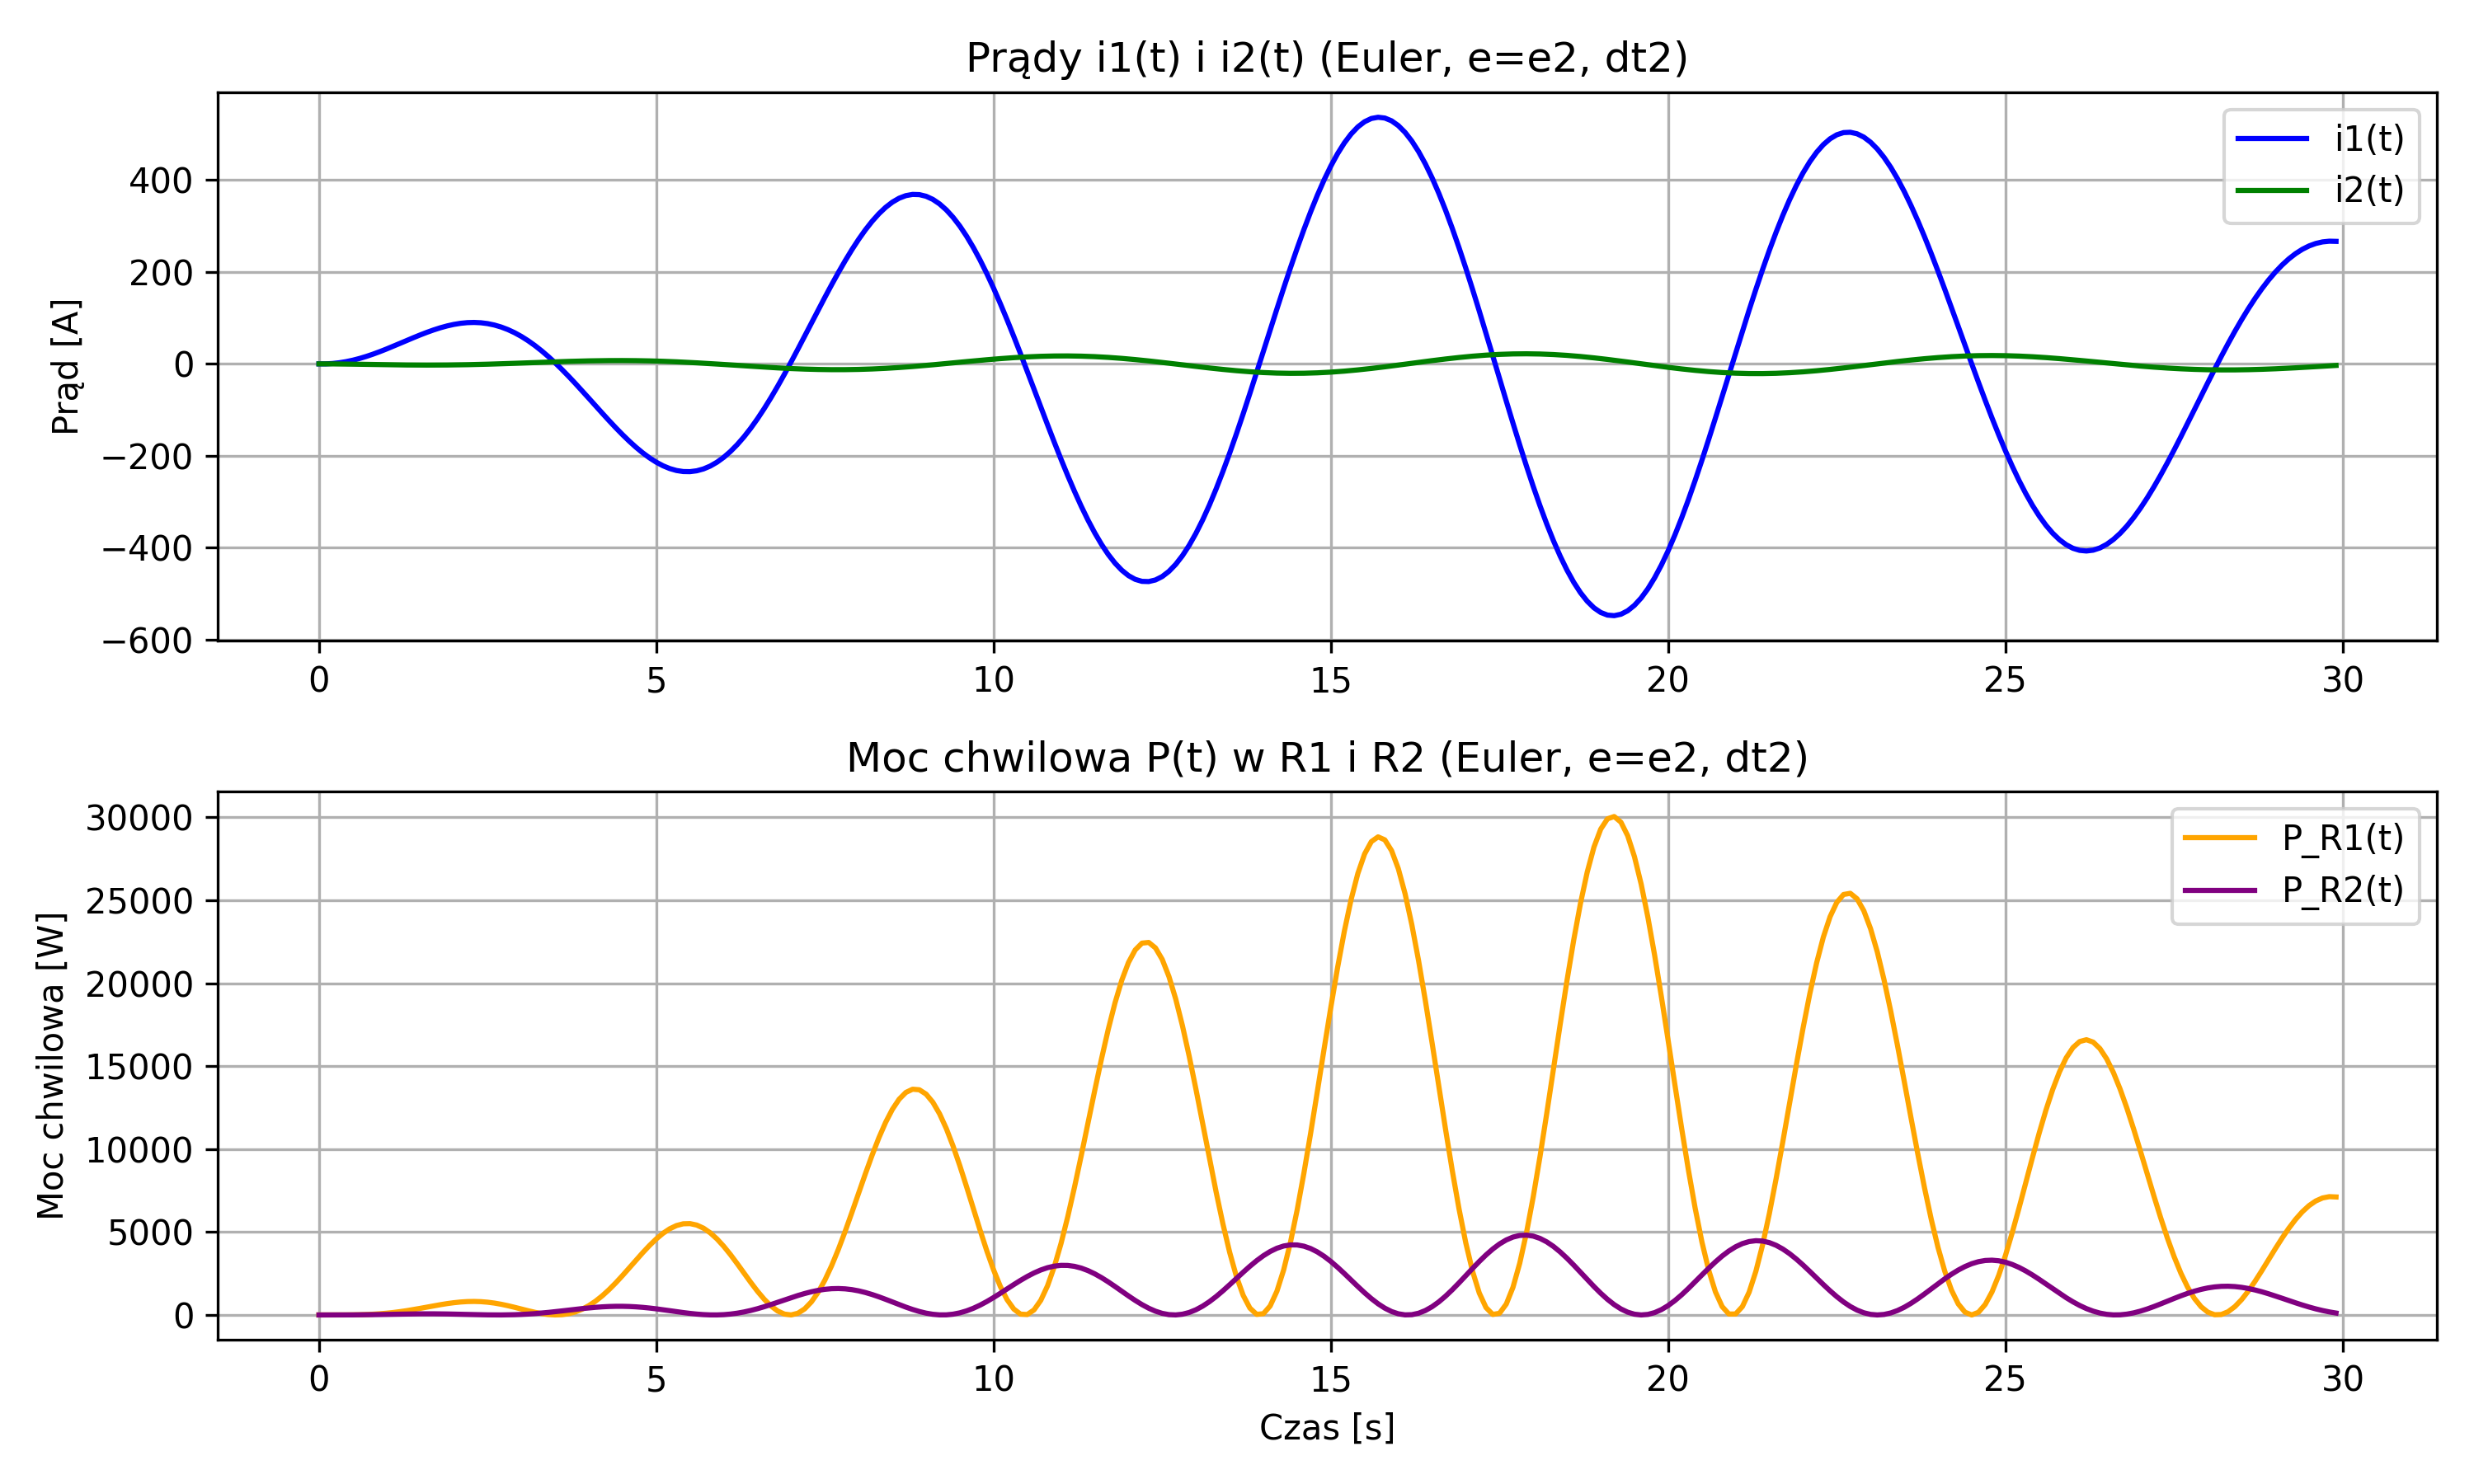 Prądy i1(t) i i2(t) (Euler, e=e2, dt2)
i1(t)
i2(t)
Prąd [A]
400
200
0
−200
−400
−600
0 5 10 15 20 25 30
Moc chwilowa P(t) w R1 i R2 (Euler, e=e2, dt2)
P_R1(t)
P_R2(t)
Moc chwilowa [W]
30000
25000
20000
15000
10000
5000
0
0 5 10 15 20 25 30
Czas [s]